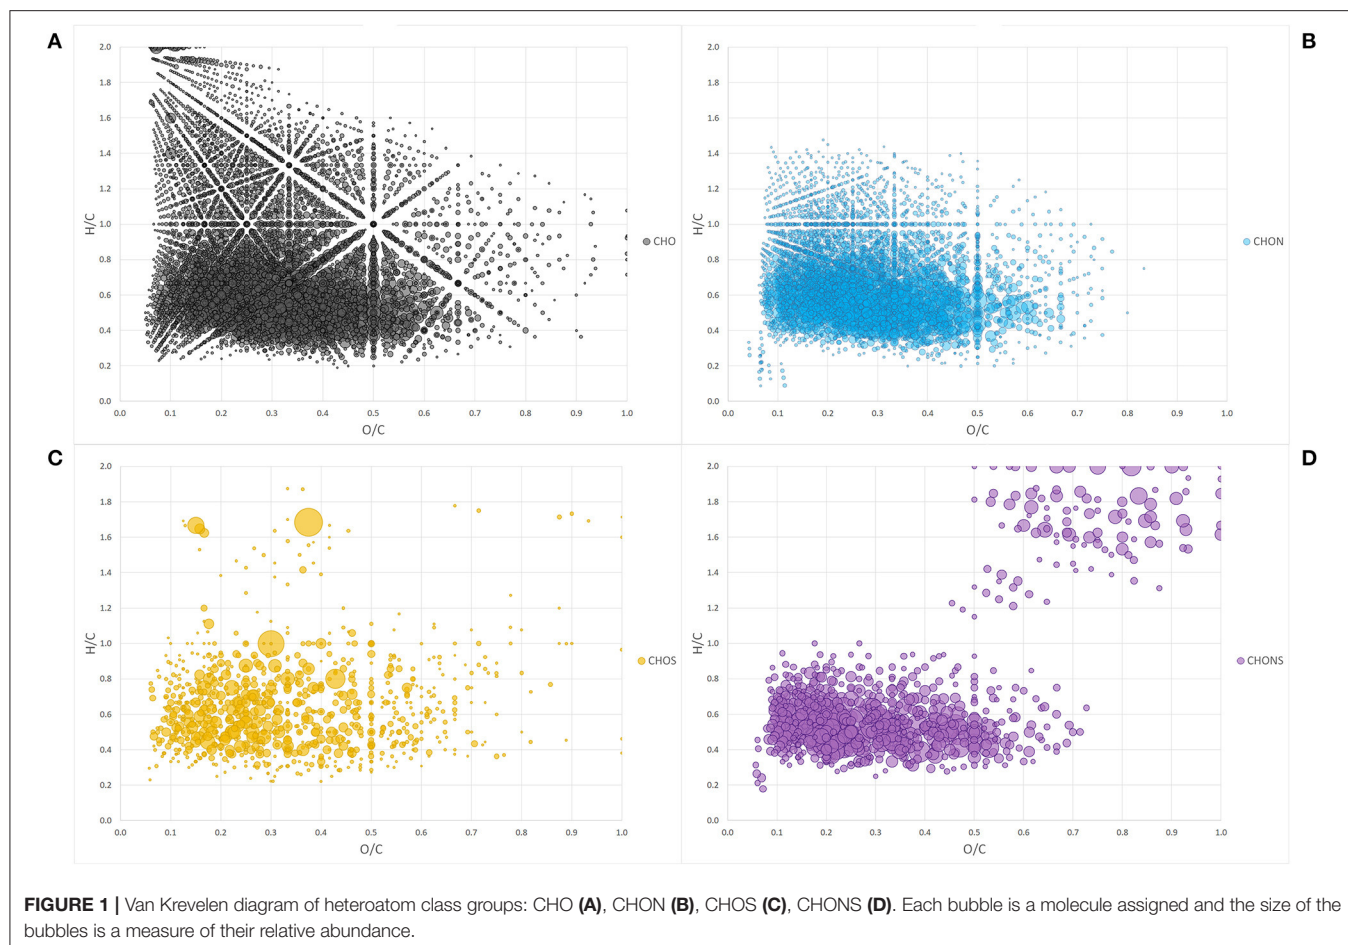 A
2.0
1.8
1.6
1.4
1.2
1.0
0.8
0.6
0.4
0.2
0.0
H/C
0.0 0.1 0.2 0.3 0.4 0.5 0.6 0.7 0.8 0.9 1.0
O/C
CHO
B
2.0
1.8
1.6
1.4
1.2
1.0
0.8
0.6
0.4
0.2
0.0
H/C
0.0 0.1 0.2 0.3 0.4 0.5 0.6 0.7 0.8 0.9 1.0
O/C
CHON
C
2.0
1.8
1.6
1.4
1.2
1.0
0.8
0.6
0.4
0.2
0.0
H/C
0.0 0.1 0.2 0.3 0.4 0.5 0.6 0.7 0.8 0.9 1.0
O/C
CHOS
D
2.0
1.8
1.6
1.4
1.2
1.0
0.8
0.6
0.4
0.2
0.0
H/C
0.0 0.1 0.2 0.3 0.4 0.5 0.6 0.7 0.8 0.9 1.0
O/C
CHONS
FIGURE 1 | Van Krevelen diagram of heteroatom class groups: CHO (A), CHON (B), CHOS (C), CHONS (D). Each bubble is a molecule assigned and the size of the
bubbles is a measure of their relative abundance.